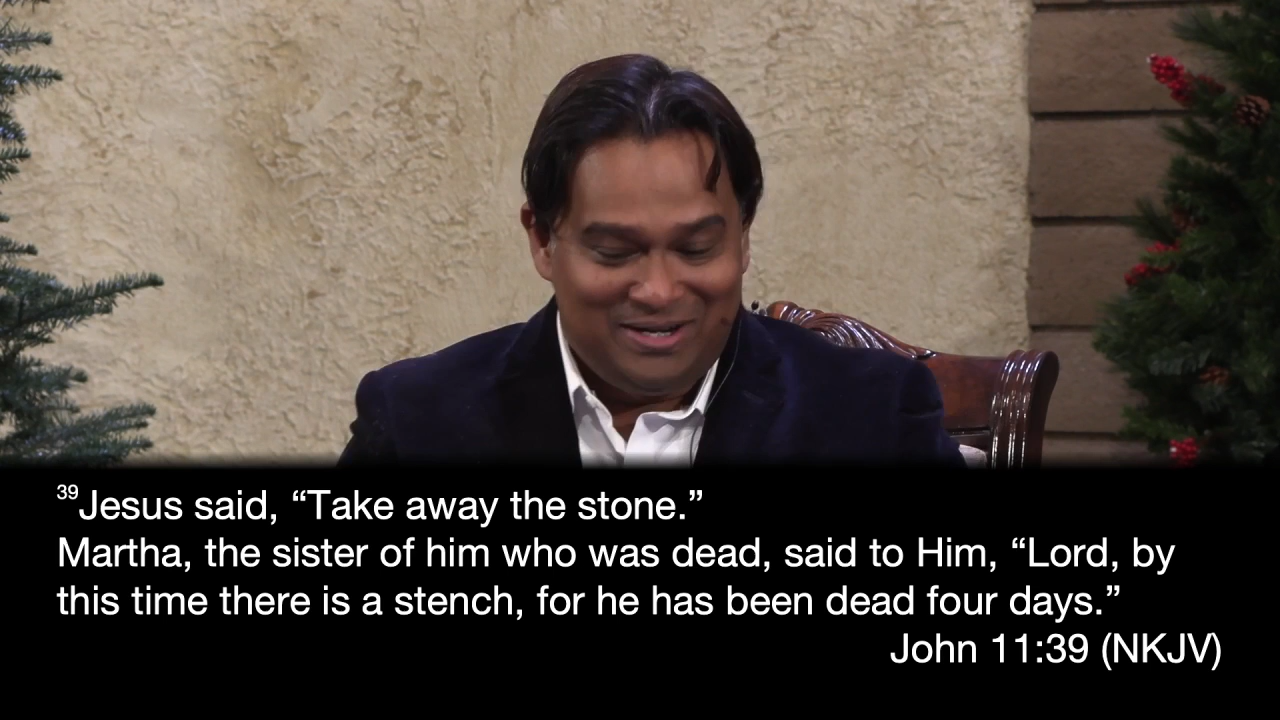 39Jesus said, “Take away the stone.”
Martha, the sister of him who was dead, said to Him, “Lord, by
this time there is a stench, for he has been dead four days.”
John 11:39 (NKJV)